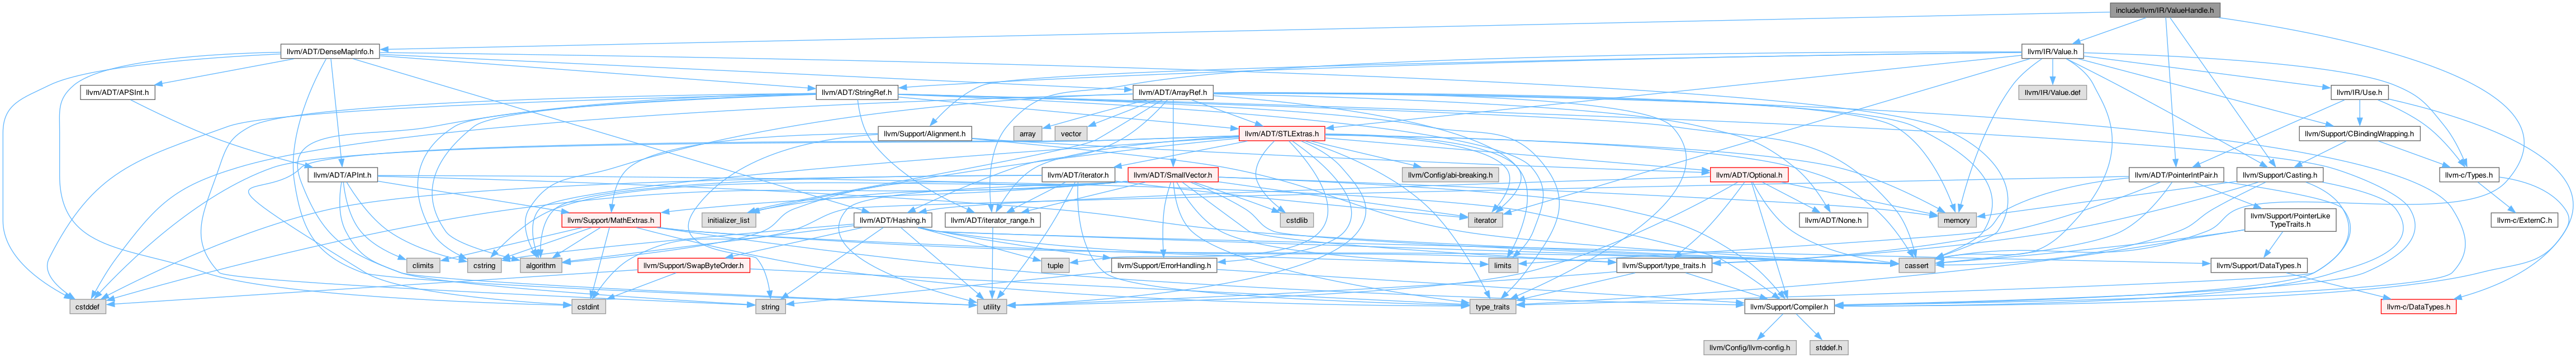 include/llvm/IR/ValueHandle.h
llvm/ADT/DenseMapInfo.h
llvm/IR/Value.h
llvm/ADT/APSInt.h
llvm/ADT/StringRef.h
llvm/ADT/ArrayRef.h
llvm/IR/Value.def
llvm/IR/Use.h
llvm/Support/Alignment.h
array
vector
llvm/ADT/STLExtras.h
llvm/Support/CBindingWrapping.h
llvm/ADT/APInt.h
llvm/ADT/iterator.h
llvm/ADT/SmallVector.h
llvm/Config/abi-breaking.h
llvm/ADT/Optional.h
llvm/ADT/PointerIntPair.h
llvm/Support/Casting.h
llvm-c/Types.h
llvm/Support/MathExtras.h
initializer_list
llvm/ADT/Hashing.h
llvm/ADT/iterator_range.h
cstdlib
iterator
llvm/ADT/None.h
memory
llvm/Support/PointerLike
TypeTraits.h
llvm-c/ExternC.h
climits
cstring
algorithm
llvm/Support/SwapByteOrder.h
tuple
llvm/Support/ErrorHandling.h
limits
llvm/Support/type_traits.h
cassert
llvm/Support/DataTypes.h
cstddef
cstdint
string
utility
type_traits
llvm/Support/Compiler.h
llvm-c/DataTypes.h
llvm/Config/llvm-config.h
stddef.h